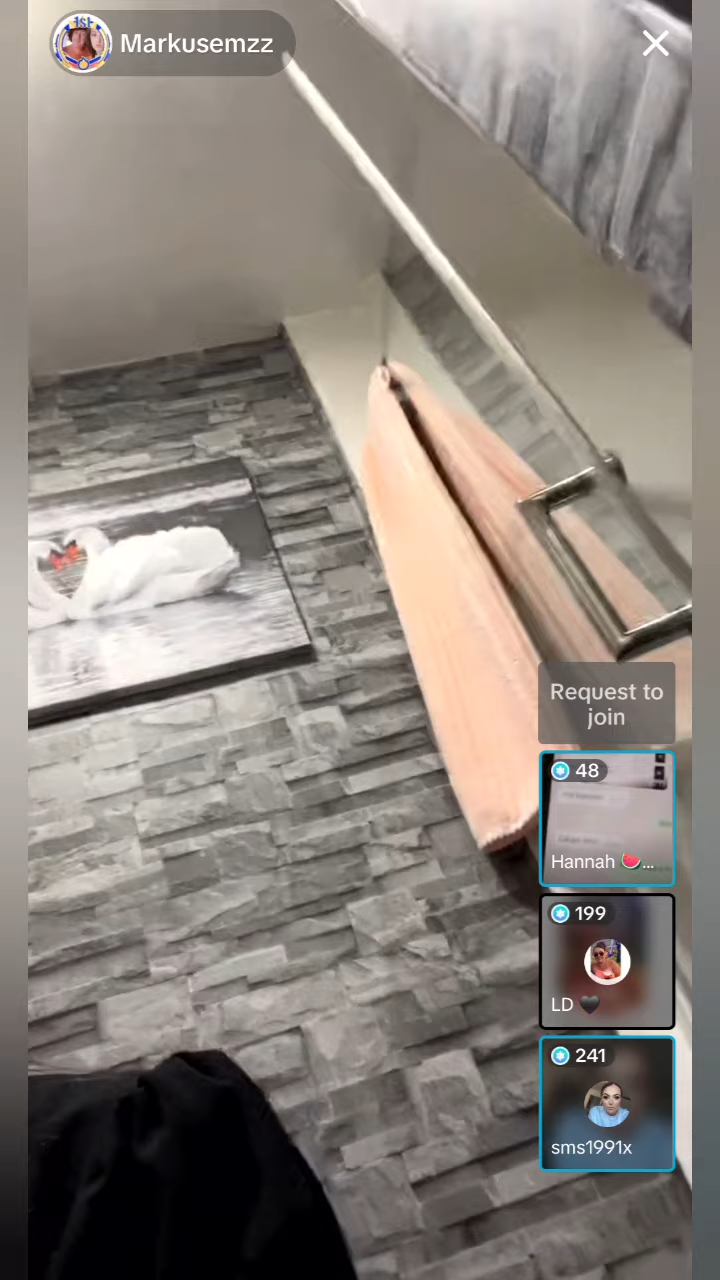 1st
Markusemzz
Request to
join
48
Hannah 🍉...
199
LD 🖤
241
sms1991x